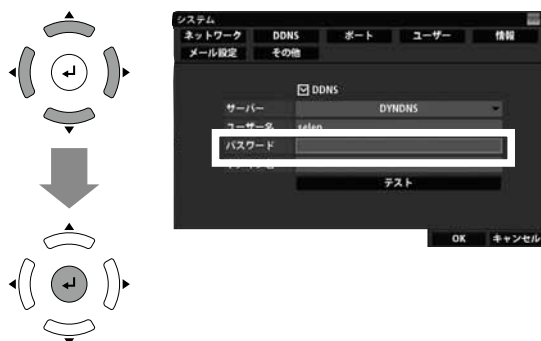 システム
ネットワーク DDNS ポート ユーザー 情報
メール設定 その他
DDNS
サーバー DYNDNS
ユーザー名 selen
パスワード
テスト
OK キャンセル